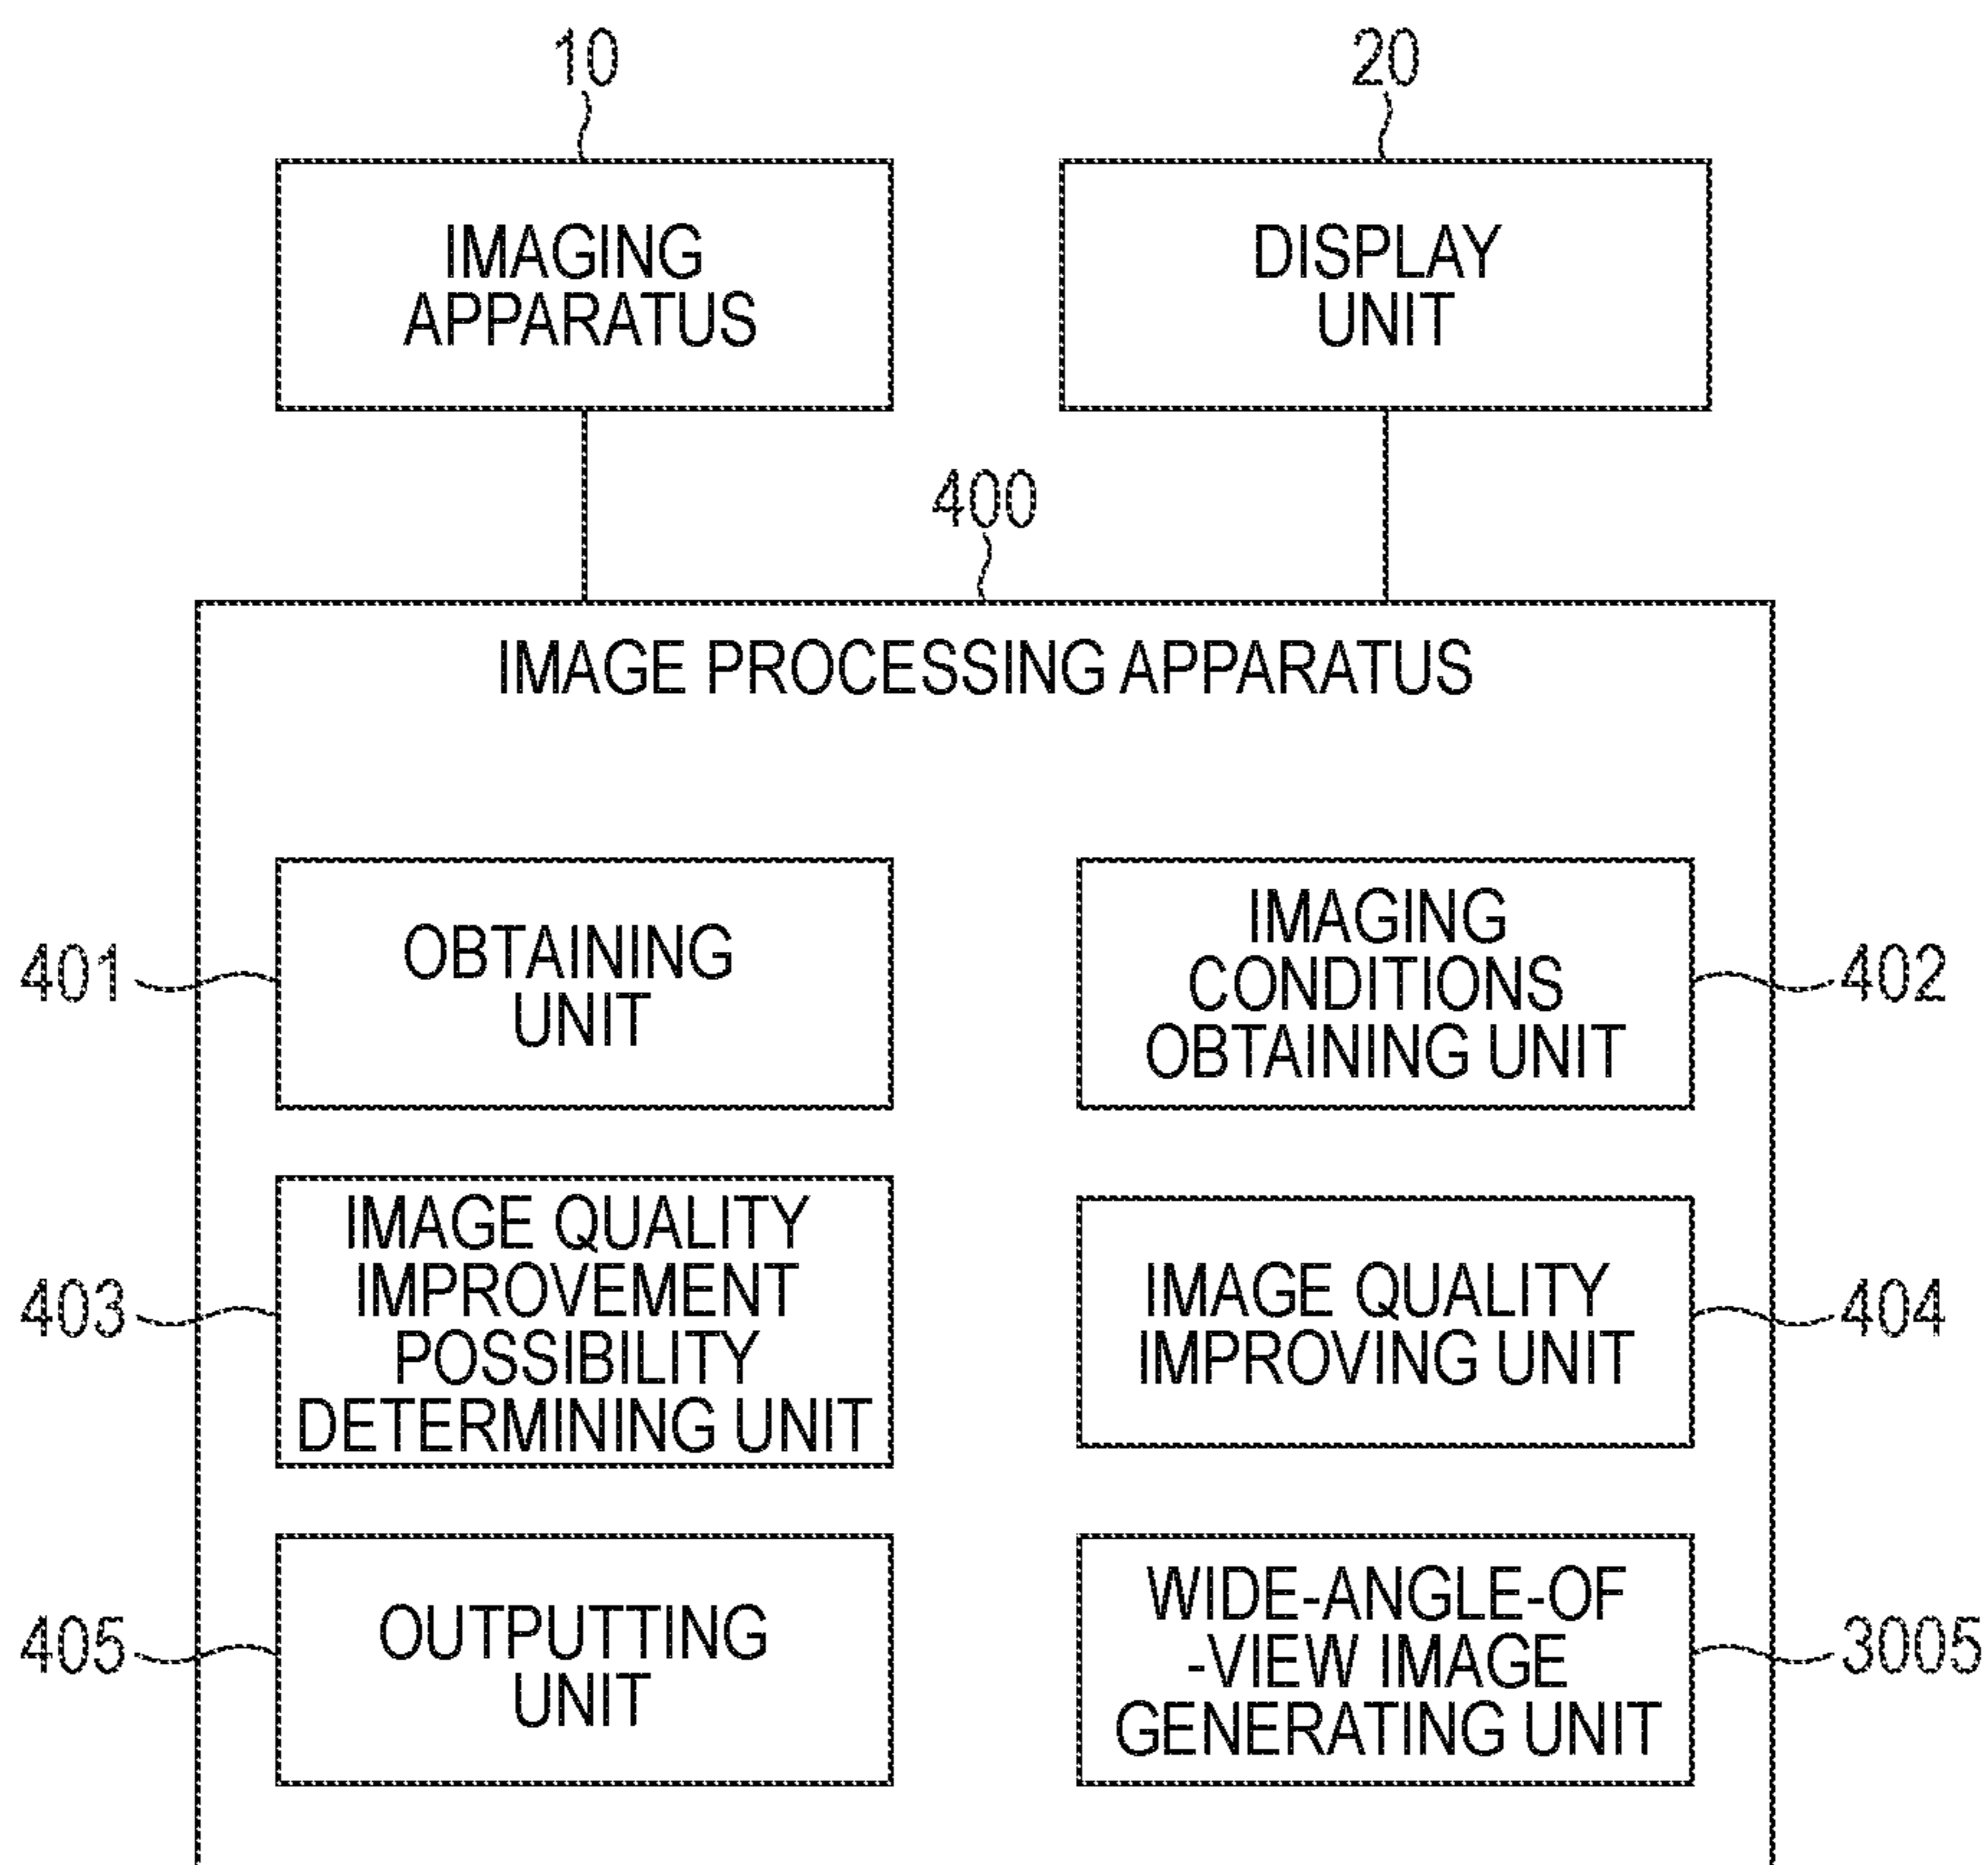 10
20
IMAGING
APPARATUS
DISPLAY
UNIT
400
IMAGE PROCESSING APPARATUS
401
OBTAINING
UNIT
IMAGING
CONDITIONS
OBTAINING UNIT
402
403
IMAGE QUALITY
IMPROVEMENT
POSSIBILITY
DETERMINING UNIT
IMAGE QUALITY
IMPROVING UNIT
404
405
OUTPUTTING
UNIT
WIDE-ANGLE-OF
-VIEW IMAGE
GENERATING UNIT
3005